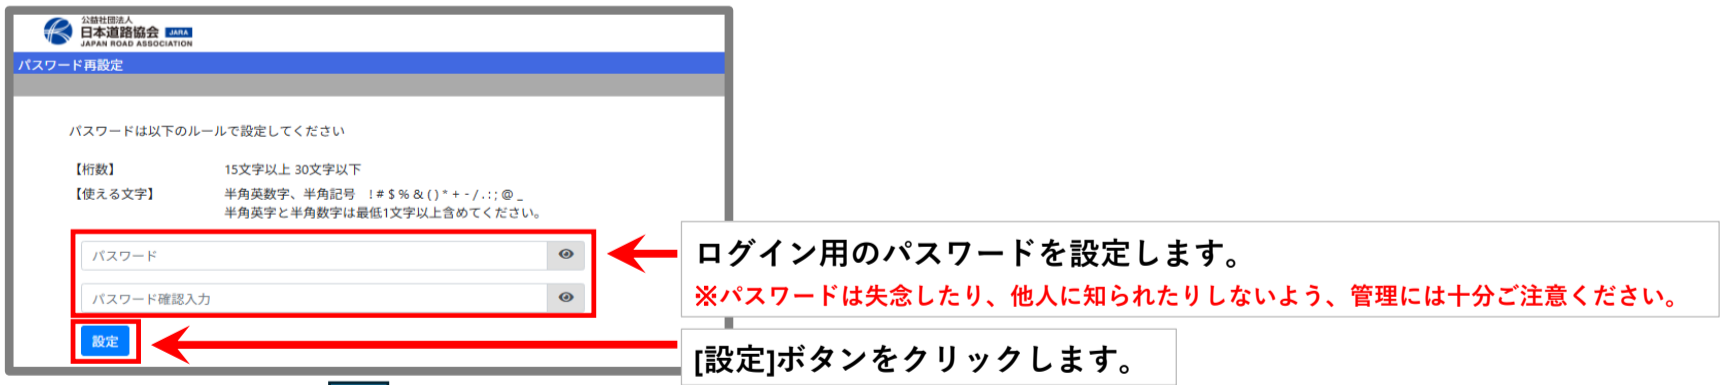 公益社団法人
日本道路協会 JARA
JAPAN ROAD ASSOCIATION
パスワード再設定
パスワードは以下のルールで設定してください
【桁数】 15文字以上 30文字以下
【使える文字】 半角英数字、半角記号 ! # $ % & ( ) * + - / . : ; @ _
半角英字と半角数字は最低1文字以上含めてください。
パスワード
パスワード確認入力
設定
ログイン用のパスワードを設定します。
※パスワードは失念したり、他人に知られたりしないよう、管理には十分ご注意ください。
[設定]ボタンをクリックします。